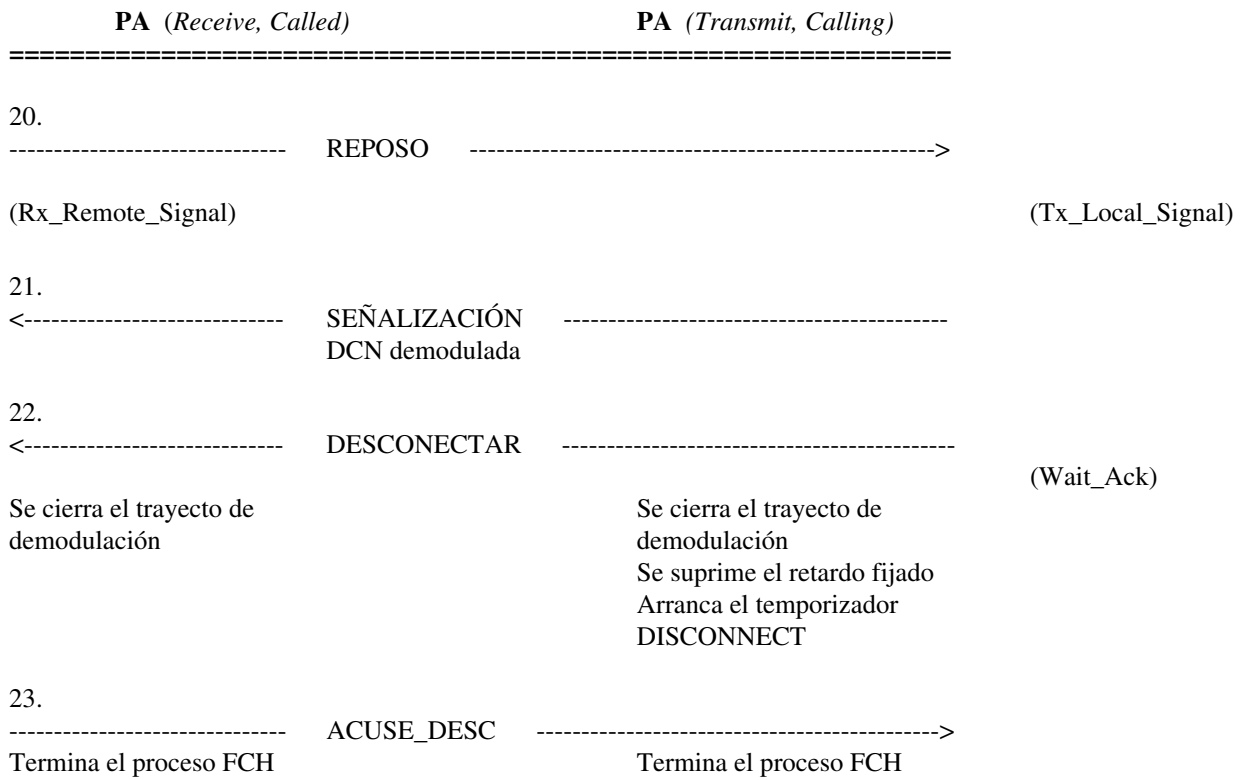 PA (Receive, Called) PA (Transmit, Calling)
==============================================================
20.
------------------------------- REPOSO ---------------------------------------------------->
(Rx_Remote_Signal) (Tx_Local_Signal)
21.
<----------------------------- SEÑALIZACIÓN -------------------------------------------
DCN demodulada
22.
<----------------------------- DESCONECTAR --------------------------------------------
(Wait_Ack)
Se cierra el trayecto de Se cierra el trayecto de
demodulación demodulación
Se suprime el retardo fijado
Arranca el temporizador
DISCONNECT
23.
------------------------------- ACUSE_DESC --------------------------------------------->
Termina el proceso FCH Termina el proceso FCH